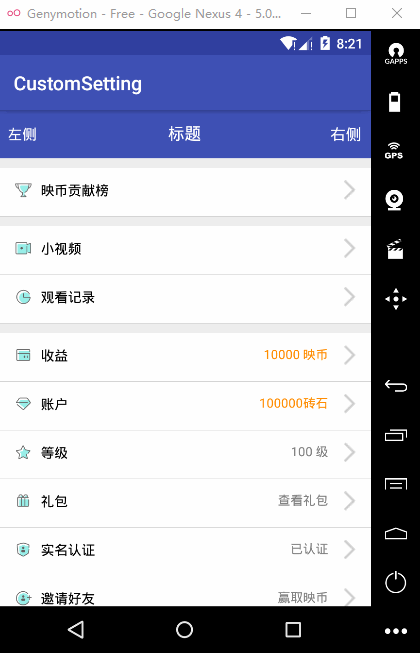 Genymotion - Free - Google Nexus 4 - 5.0...
8:21
GAPPS
CustomSetting
左侧 标题 右侧
GPS
映币贡献榜
小视频
观看记录
收益 10000 映币
账户 100000砖石
等级 100 级
礼包 查看礼包
实名认证 已认证
邀请好友 赢取映币